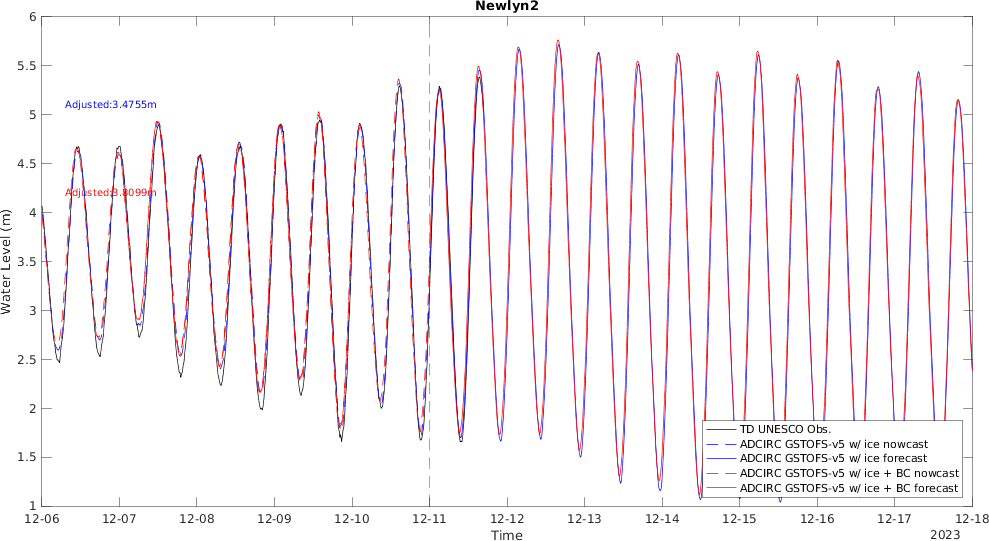 Newlyn2
6
5.5
5
4.5
4
3.5
3
2.5
2
1.5
1
Water Level (m)
Adjusted:3.4755m
Adjusted:3.8099m
TD UNESCO Obs.
ADCIRC GSTOFS-v5 w/ ice nowcast
ADCIRC GSTOFS-v5 w/ ice forecast
ADCIRC GSTOFS-v5 w/ ice + BC nowcast
ADCIRC GSTOFS-v5 w/ ice + BC forecast
12-06 12-07 12-08 12-09 12-10 12-11 12-12 12-13 12-14 12-15 12-16 12-17 12-18
Time
2023